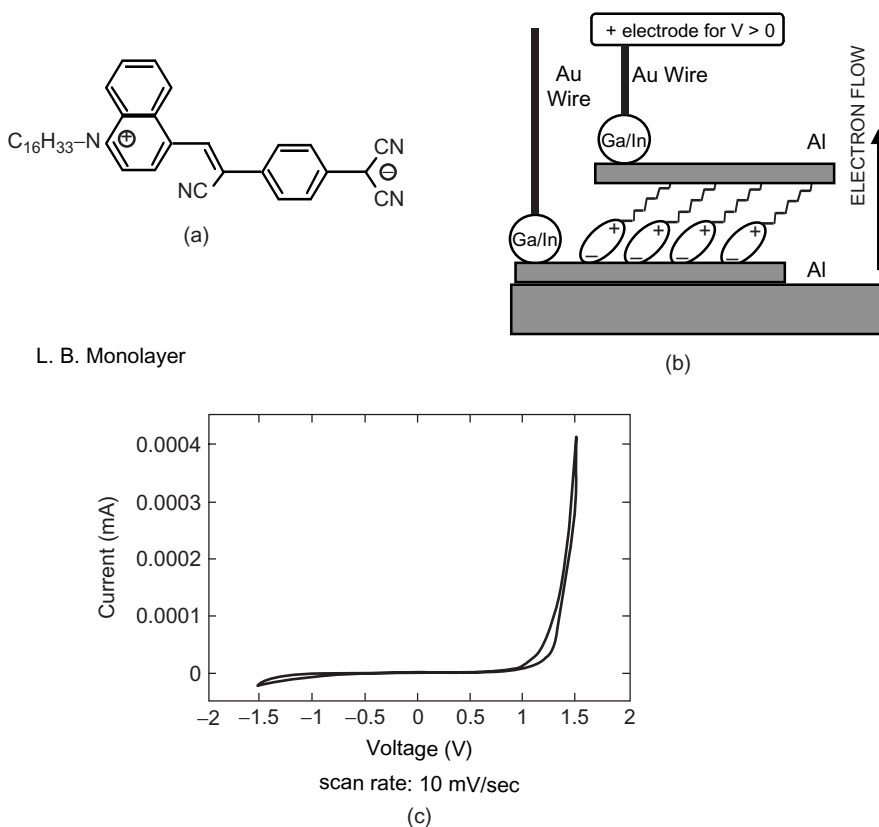 C16H33–N ⊕
NC
CN
⊖
CN
(a)
+ electrode for V > 0
Au
Wire
Au Wire
Ga/In
Al
Ga/In
+ + + +
– – – –
Al
ELECTRON FLOW
(b)
L. B. Monolayer
Current (mA)
0.0004
0.0003
0.0002
0.0001
0
–2 –1.5 –1 –0.5 0 0.5 1 1.5 2
Voltage (V)
scan rate: 10 mV/sec
(c)